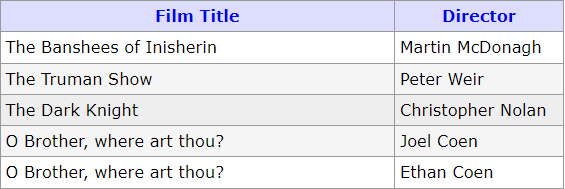 Film Title Director
The Banshees of Inisherin Martin McDonagh
The Truman Show Peter Weir
The Dark Knight Christopher Nolan
O Brother, where art thou? Joel Coen
O Brother, where art thou? Ethan Coen